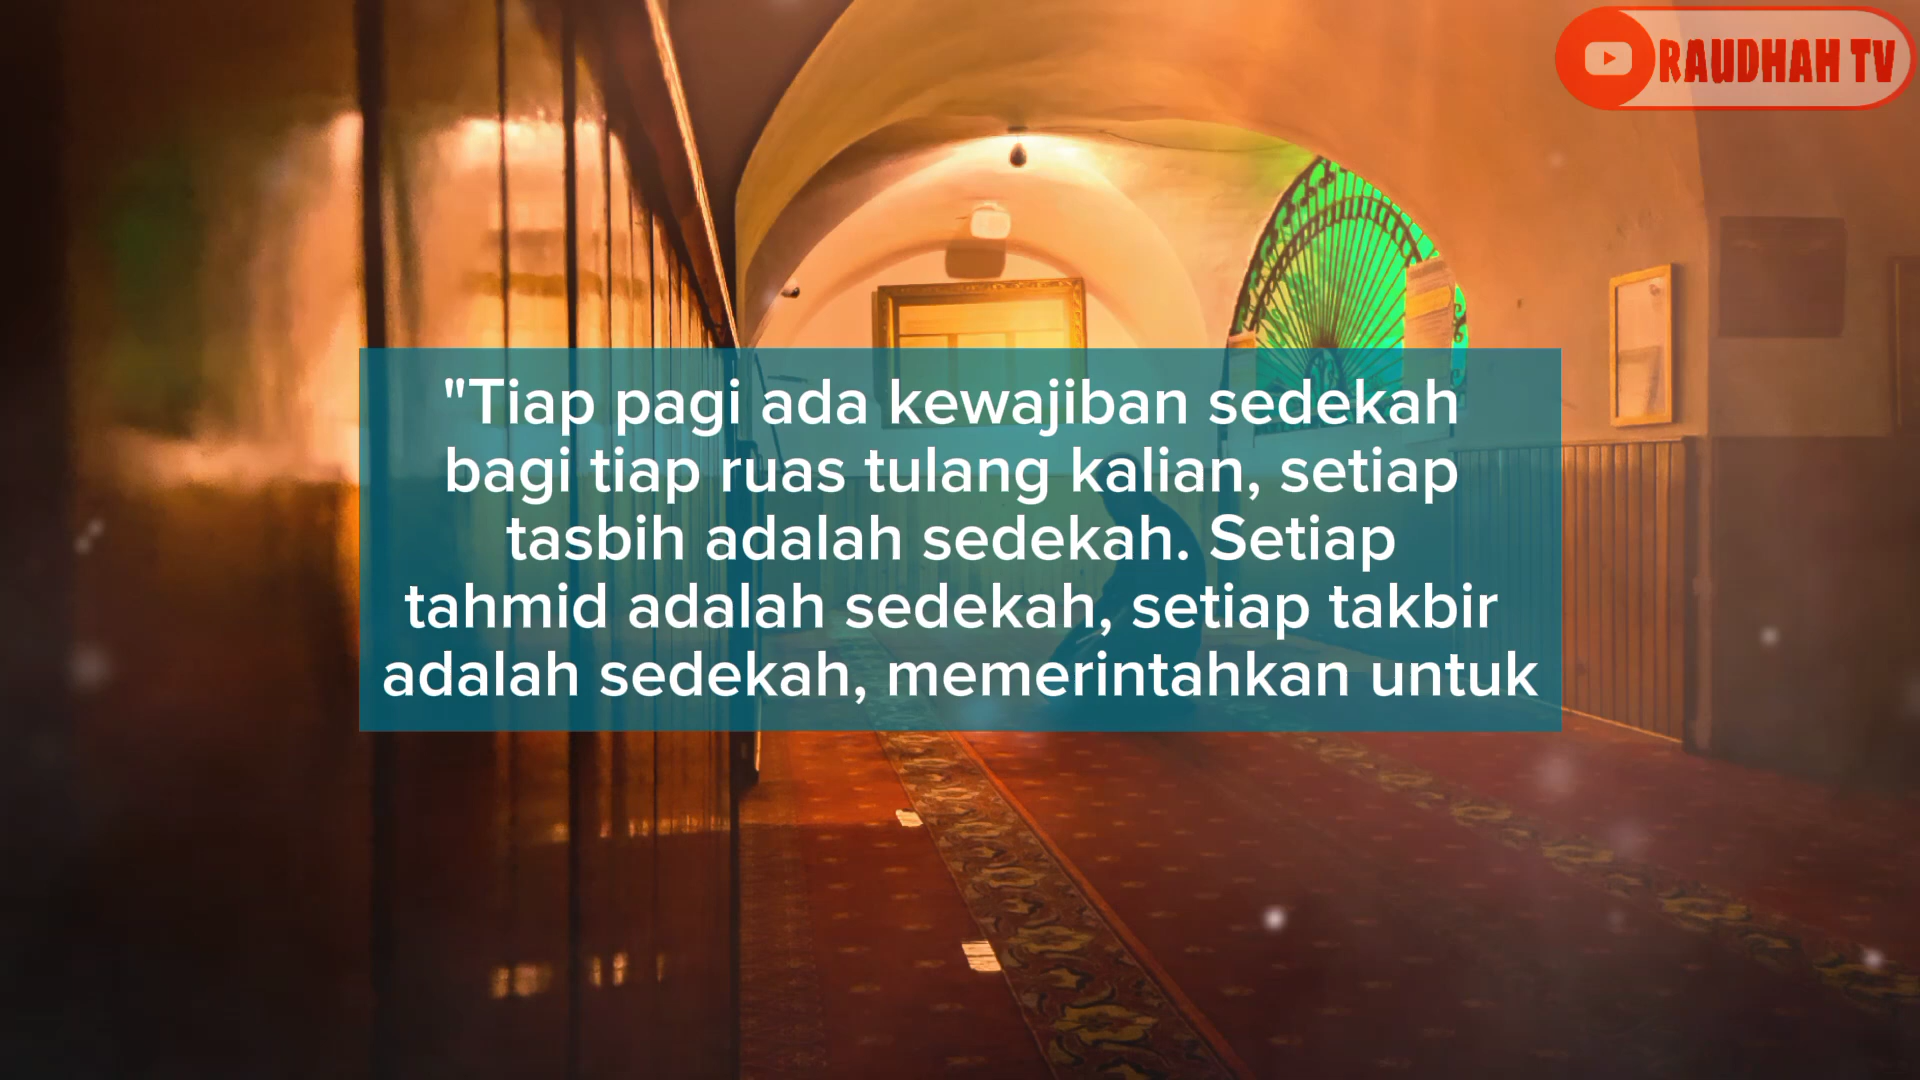 RAUDHAH TV
"Tiap pagi ada kewajiban sedekah
bagi tiap ruas tulang kalian, setiap
tasbih adalah sedekah. Setiap
tahmid adalah sedekah, setiap takbir
adalah sedekah, memerintahkan untuk